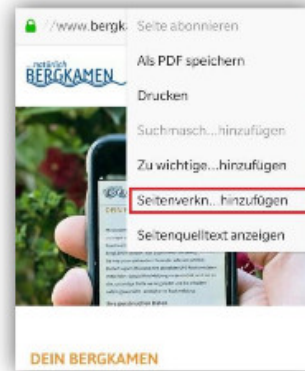 //www.bergk
Seite abonnieren
Als PDF speichern
...natürlich
BERGKAMEN
Drucken
Suchmasch...hinzufügen
Zu wichtige...hinzufügen
Seitenverkn...hinzufügen
Seitenquelltext anzeigen
DEIN BERGKAMEN